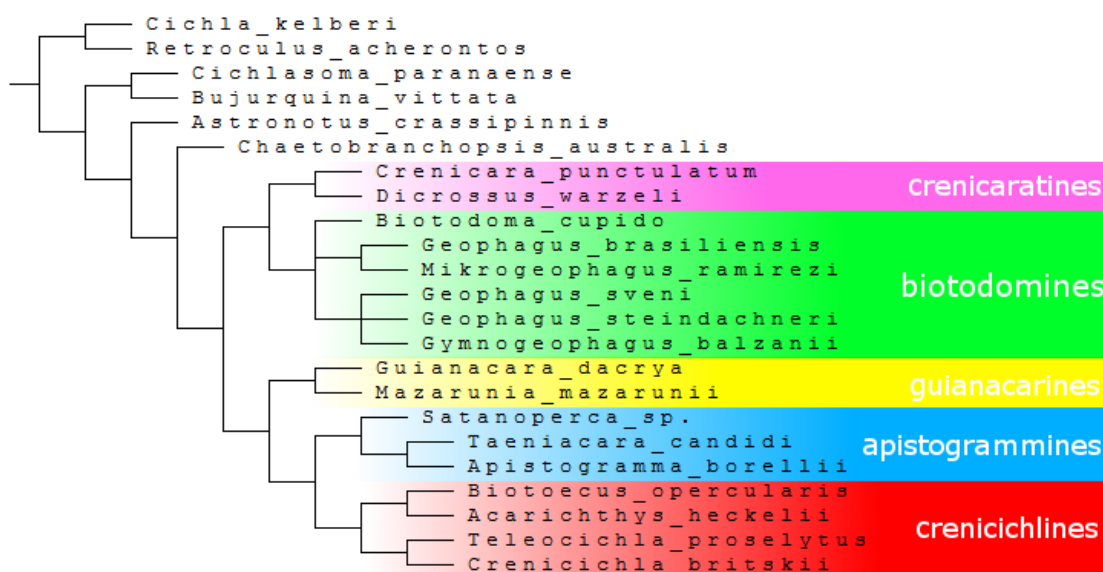 Cichla_kelberi
Retroculus_acherontos
Cichlasoma_paranaense
Bujurquina_vittata
Astronotus_crassipinnis
Chaetobranchopsis_australis
Crenicara_punctulatum
Dicrossus_warzeli
crenicaratines
Biotodoma_cupido
Geophagus_brasiliensis
Mikrogeophagus_ramirezi
biotodomines
Geophagus_sveni
Geophagus_steindachneri
Gymnogeophagus_balzanii
Guianacara_dacrya
Mazarunia_mazarunii
guianacarines
Satanoperca_sp.
Taeniacara_candidi
apistogrammines
Apistogramma_borellii
Biotoecus_opercularis
Acarichthys_heckelii
crenicichlines
Teleocichla_proselytus
Crenicichla_britskii